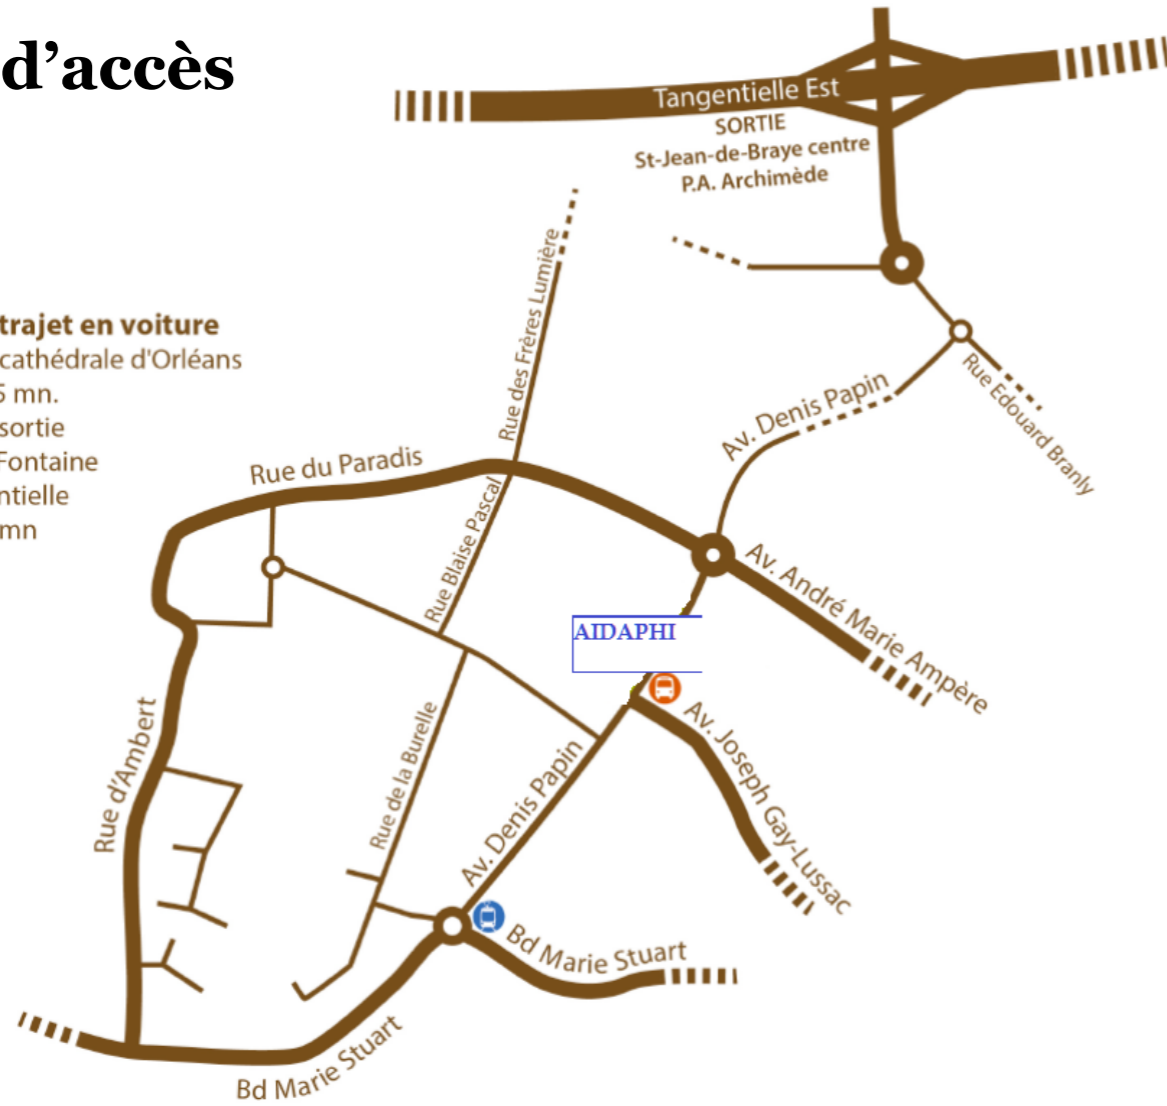 d’accès
Tangentielle Est
SORTIE
St-Jean-de-Braye centre
P.A. Archimède
Rue des Frères Lumière
trajet en voiture
cathédrale d'Orléans
5 mn.
sortie
Fontaine
ntielle
mn
Av. Denis Papin
Rue Edouard Branly
Rue du Paradis
Rue Blaise Pascal
Av. André Marie Ampère
AIDAPHI
Av. Joseph Gay-Lussac
Rue d'Ambert
Rue de la Burelle
Av. Denis Papin
Bd Marie Stuart
Bd Marie Stuart